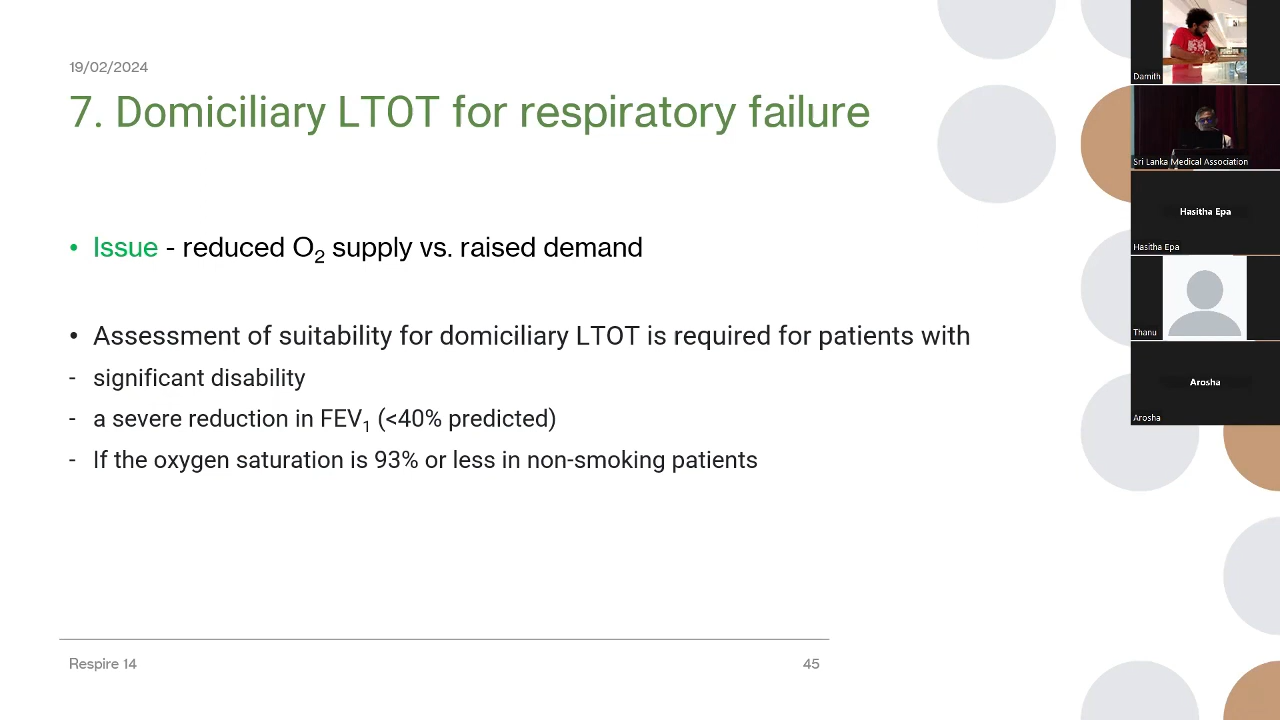 19/02/2024
7. Domiciliary LTOT for respiratory failure
• Issue - reduced O₂ supply vs. raised demand
• Assessment of suitability for domiciliary LTOT is required for patients with
- significant disability
- a severe reduction in FEV₁ (<40% predicted)
- If the oxygen saturation is 93% or less in non-smoking patients
Respire 14
45
Damith
Sri Lanka Medical Association
Hasitha Epa
Hasitha Epa
Thanu
Arosha
Arosha